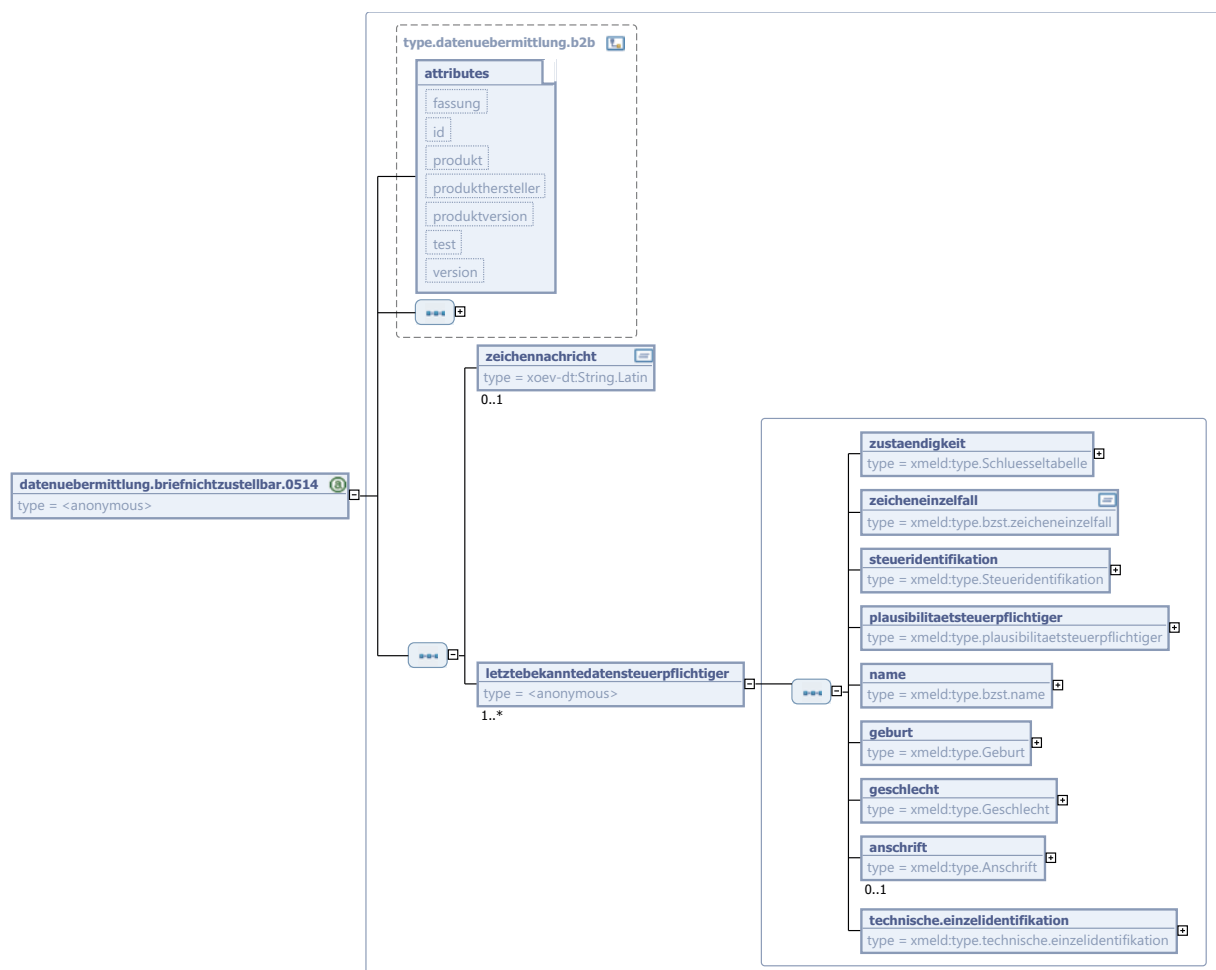 type.datenuebermittlung.b2b
attributes
fassung
id
produkt
produkthersteller
produktversion
test
version
zeichennachricht
type = xoev-dt:String.Latin
0..1
datenuebermittlung.briefnichtzustellbar.0514
type = <anonymous>
letztebekanntedatensteuerpflichtiger
type = <anonymous>
1..*
zustaendigkeit
type = xmeld:type.Schluesseltabelle
zeicheneinzelfall
type = xmeld:type.bzst.zeicheneinzelfall
steueridentifikation
type = xmeld:type.Steueridentifikation
plausibilitaetsteuerpflichtiger
type = xmeld:type.plausibilitaetsteuerpflichtiger
name
type = xmeld:type.bzst.name
geburt
type = xmeld:type.Geburt
geschlecht
type = xmeld:type.Geschlecht
anschrift
type = xmeld:type.Anschrift
0..1
technische.einzelidentifikation
type = xmeld:type.technische.einzelidentifikation